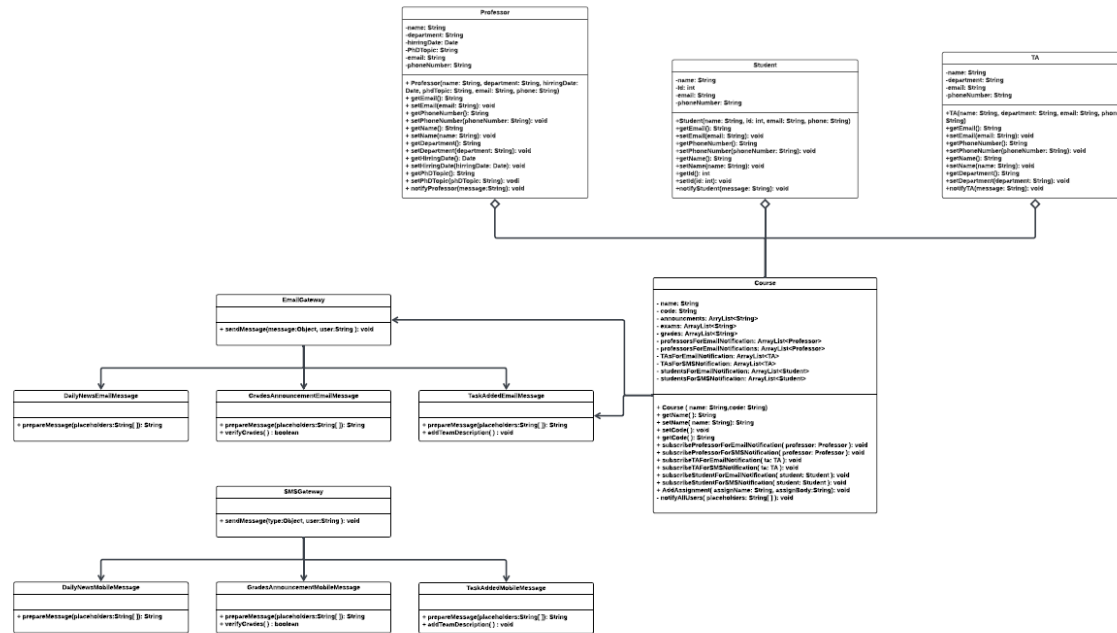 Professor
-name: String
-department: String
-hirringDate: Date
-PhDTopic: String
-email: String
-phoneNumber: String
+ Professor(name: String, department: String, hirringDate:
Date, phdTopic: String, email: String, phone: String)
+ getEmail(): String
+ setEmail(email: String): void
+ getPhoneNumber(): String
+ setPhoneNumber(phoneNumber: String): void
+ getName(): String
+ setName(name: String): void
+ getDepartment(): String
+ setDepartment(department: String): void
+ getHirringDate(): Date
+ setHirringDate(hirringDate: Date): void
+ getPhDTopic(): String
+ setPhDTopic(phDTopic: String): vodi
+ notifyProfessor(message:String): void
Student
-name: String
-id: int
-email: String
-phoneNumber: String
+Student(name: String, id: int, email: String, phone: String)
+getEmail(): String
+setEmail(email: String): void
+getPhoneNumber(): String
+setPhoneNumber(phoneNumber: String): void
+getName(): String
+setName(name: String): void
+getId(): int
+setId(id: int): void
+notifyStudent(message: String): void
TA
-name: String
-department: String
-email: String
-phoneNumber: String
+TA(name: String, department: String, email: String, phone:
String)
+getEmail(): String
+setEmail(email: String): void
+getPhoneNumber(): String
+setPhoneNumber(phoneNumber: String): void
+getName(): String
+setName(name: String): void
+getDepartment(): String
+setDepartment(department: String): void
+notifyTA(message: String): void
Course
- name: String
- code: String
- announcments: ArryList<String>
- exams: ArrayList<String>
- grades: ArrayList<String>
- professorsForEmailNotification: ArrayList<Professor>
- professorsForEmailNotifications: ArrayList<Professor>
- TAsForEmailNotification: ArrayList<TA>
- TAsForSMSNotification: ArrayList<TA>
- studentsForEmailNotification: ArrayList<Student>
- studentsForSMSNotification: ArrayList<Student>
+ Course ( name: String,code: String)
+ getName( ): String
+ setName( name: String): String
+ setCode( ): void
+ getCode( ): String
+ subscribeProfessorForEmailNotification( professor: Professor ): void
+ subscribeProfessorForSMSNotification( professor: Professor ): void
+ subscribeTAForEmailNotification( ta: TA ): void
+ subscribeTAForSMSNotification( ta: TA ): void
+ subscribeStudentForEmailNotification( student: Student ): void
+ subscribeStudentForSMSNotification( student: Student ): void
+ AddAssignment( assignName: String, assignBody:String): void
- notifyAllUsers( placeholders: String[ ] ): void
EmailGateway
+ sendMessage(message:Object, user:String ): void
DailyNewsEmailMessage
+ prepareMessage(placeholders:String[ ]): String
GradesAnnouncementEmailMessage
+ prepareMessage(placeholders:String[ ]): String
+ verifyGrades( ) : boolean
TaskAddedEmailMessage
+ prepareMessage(placeholders:String[ ]): String
+ addTeamDescription( ) : void
SMSGateway
+ sendMessage(type:Object, user:String ): void
DailyNewsMobileMessage
+ prepareMessage(placeholders:String[ ]): String
GradesAnnouncementMobileMessage
+ prepareMessage(placeholders:String[ ]): String
+ verifyGrades( ) : boolean
TaskAddedMobileMessage
+ prepareMessage(placeholders:String[ ]): String
+ addTeamDescription( ) : void